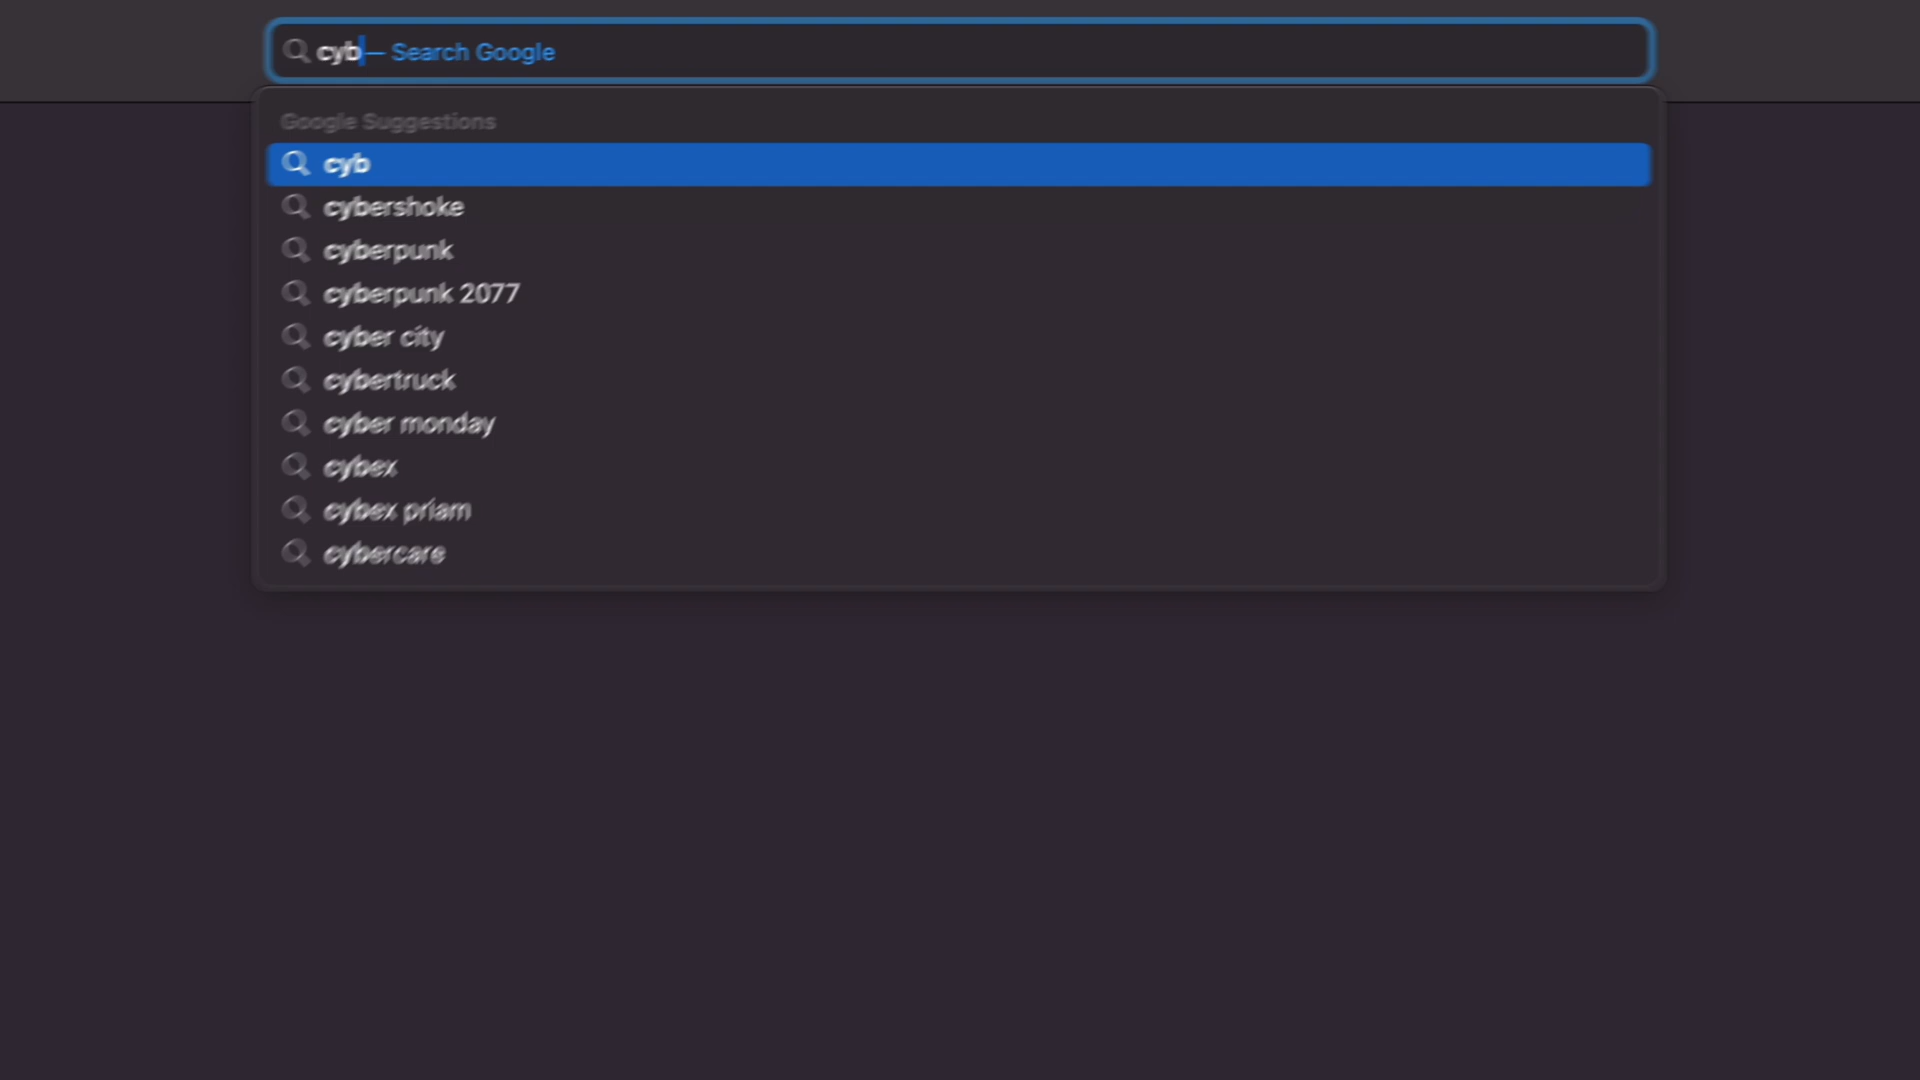 cyb — Search Google
Google Suggestions
cyb
cybershoke
cyberpunk
cyberpunk 2077
cyber city
cybertruck
cyber monday
cybex
cybex priam
cybercare